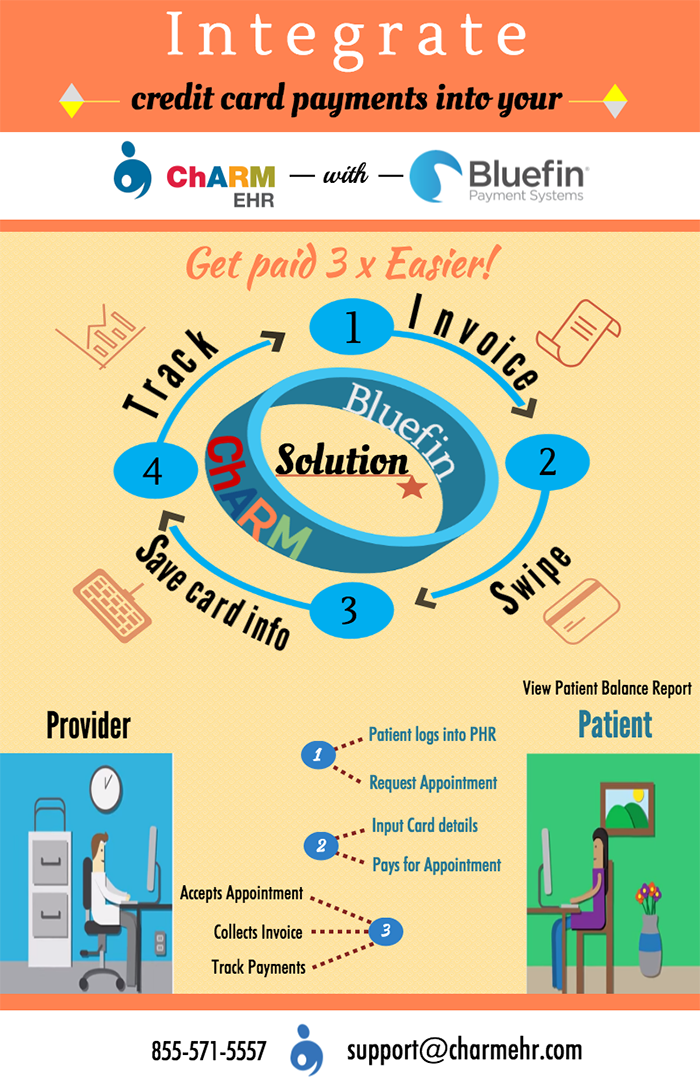 Integrate
credit card payments into your
ChARM
EHR
with
Bluefin®
Payment Systems
Get paid 3 x Easier!
1
Invoice
Track
Bluefin
Solution
ChARM
4
2
Save card info
3
Swipe
View Patient Balance Report
Provider
Patient
1
Patient logs into PHR
Request Appointment
2
Input Card details
Pays for Appointment
Accepts Appointment
Collects Invoice
3
Track Payments
855-571-5557
support@charmehr.com